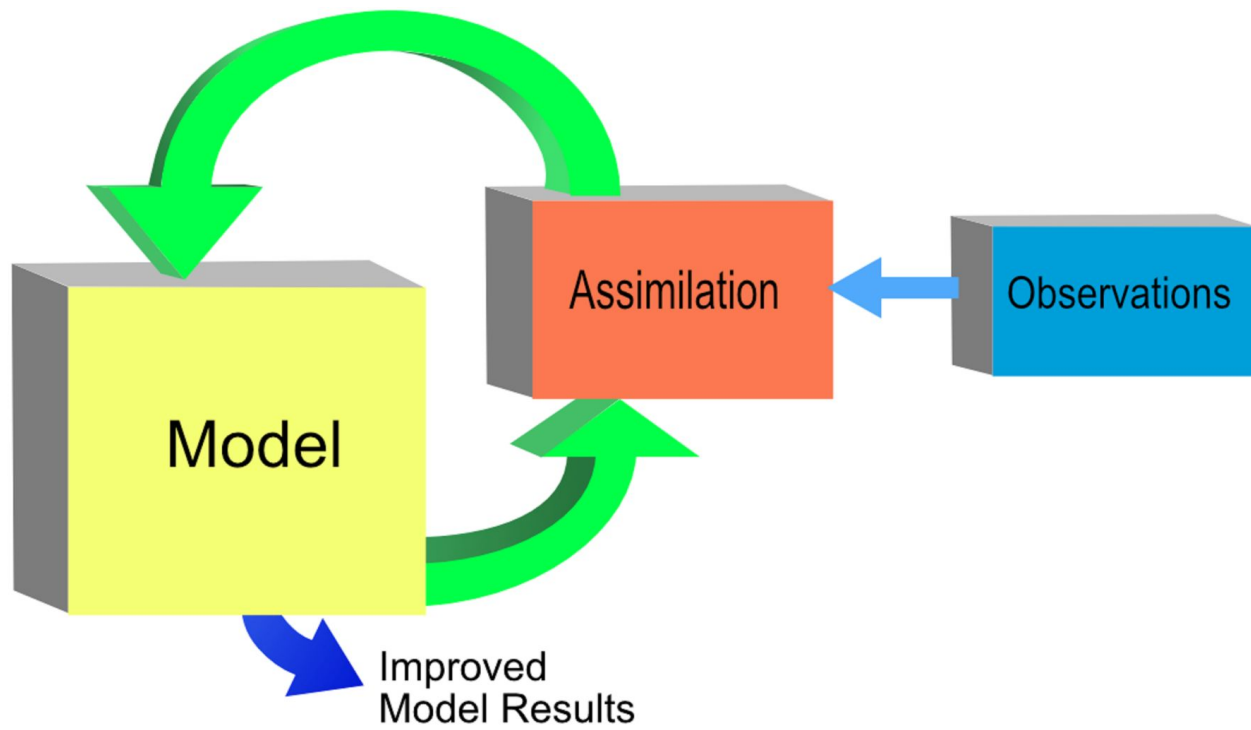 Assimilation
Observations
Model
Improved
Model Results